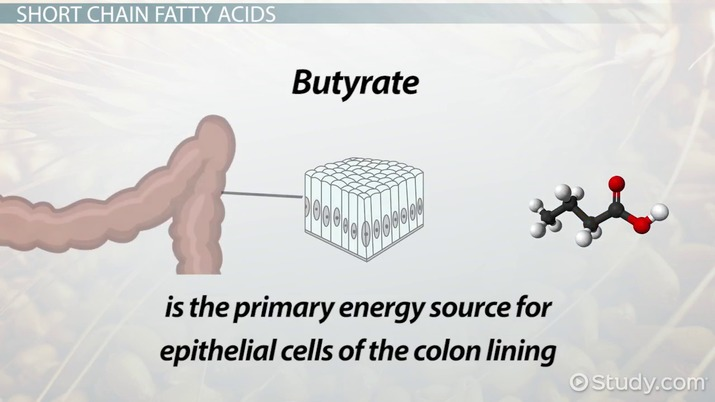 SHORT CHAIN FATTY ACIDS
Butyrate
is the primary energy source for
epithelial cells of the colon lining
Study.com